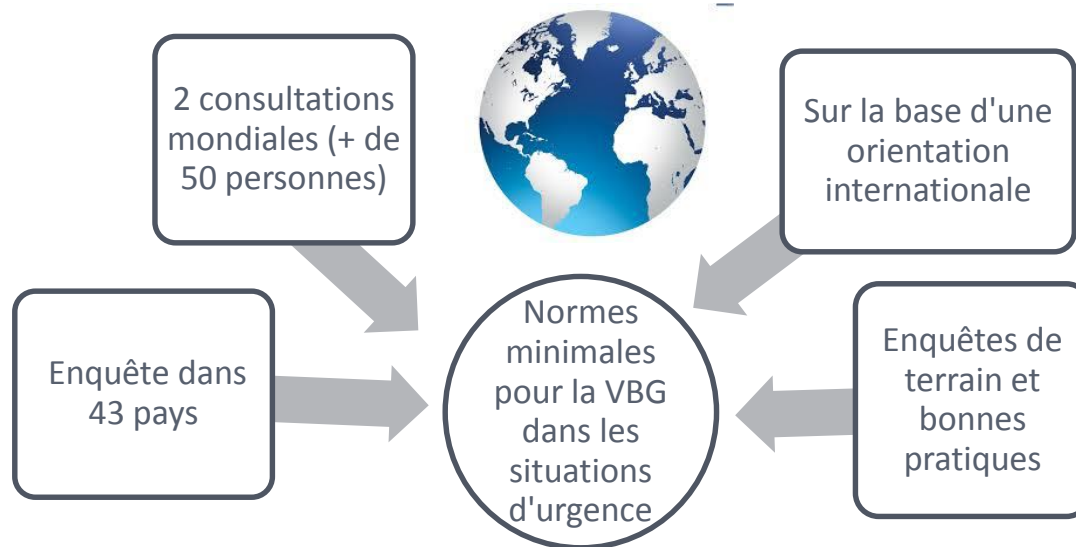 2 consultations
mondiales (+ de
50 personnes)
Sur la base d'une
orientation
internationale
Enquête dans
43 pays
Normes
minimales
pour la VBG
dans les
situations
d'urgence
Enquêtes de
terrain et
bonnes
pratiques